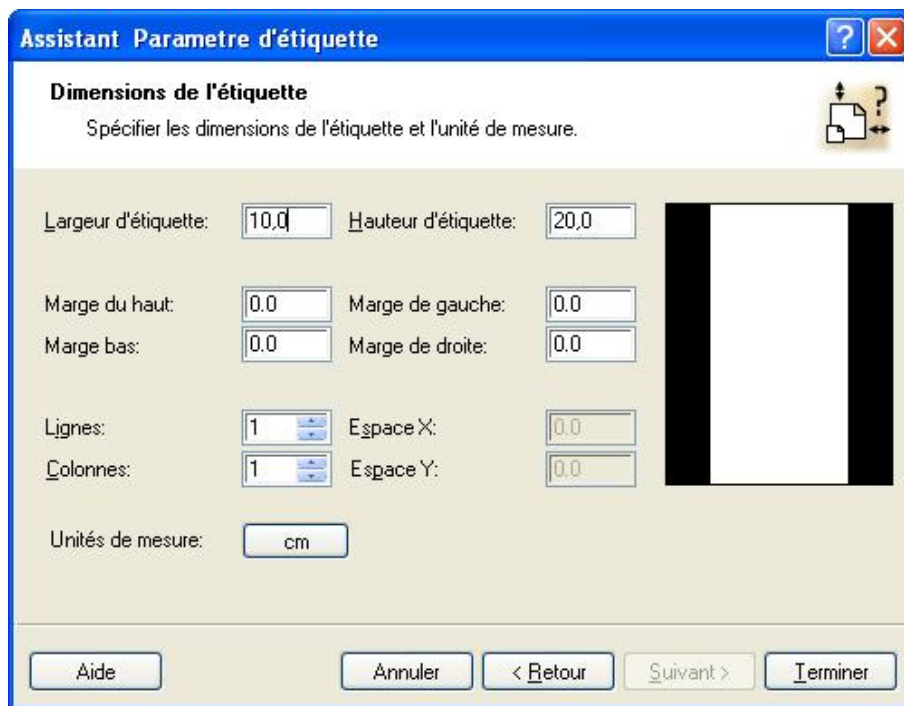 Assistant Parametre d'étiquette
Dimensions de l'étiquette
Spécifier les dimensions de l'étiquette et l'unité de mesure.
Largeur d'étiquette: 10,0 Hauteur d'étiquette: 20,0
Marge du haut: 0.0 Marge de gauche: 0.0
Marge bas: 0.0 Marge de droite: 0.0
Lignes: 1 Espace X: 0.0
Colonnes: 1 Espace Y: 0.0
Unités de mesure: cm
Aide Annuler < Retour Suivant > Terminer